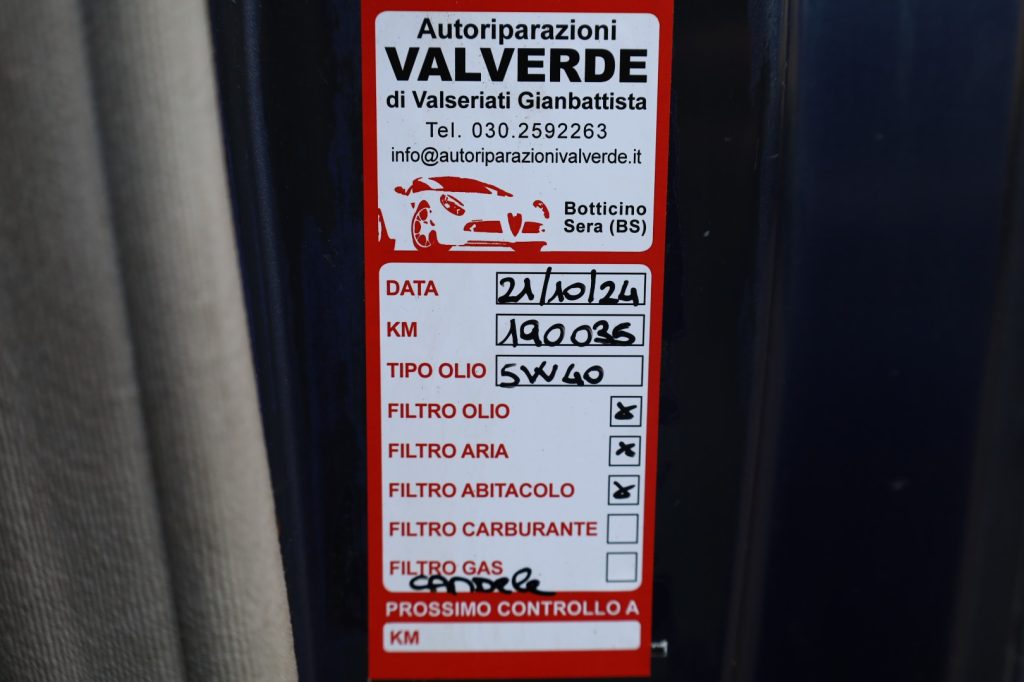 Autoriparazioni
VALVERDE
di Valseriati Gianbattista
Tel. 030.2592263
info@autoriparazionivalverde.it
Botticino
Sera (BS)
DATA 21/10/24
KM 190035
TIPO OLIO 5W40
FILTRO OLIO x
FILTRO ARIA x
FILTRO ABITACOLO x
FILTRO CARBURANTE
FILTRO GAS
CANDELE
PROSSIMO CONTROLLO A
KM